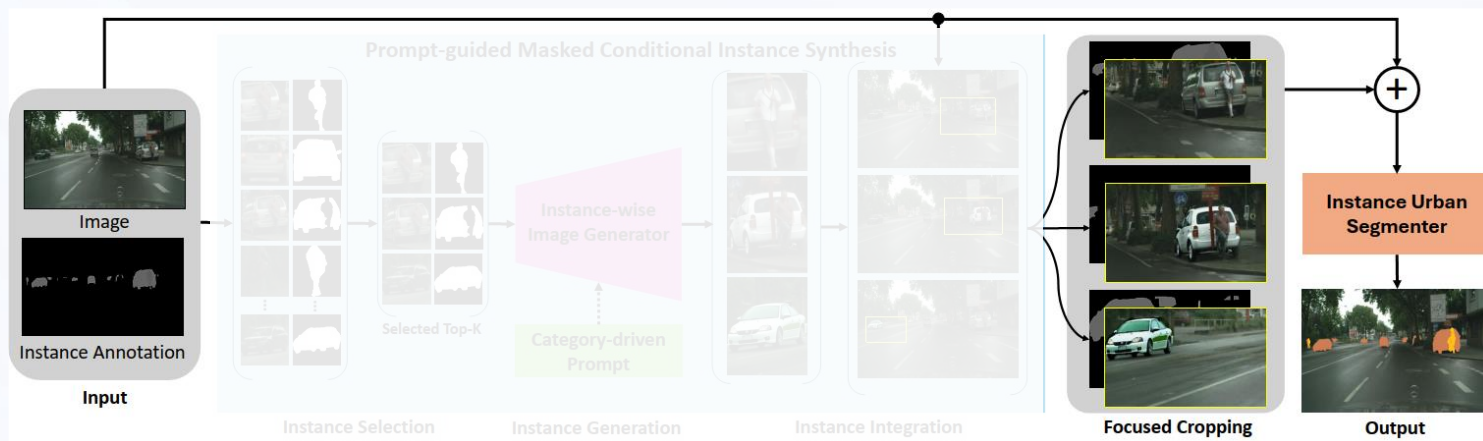 Prompt-guided Masked Conditional Instance Synthesis
Image
Instance Annotation
Input
Selected Top-K
Instance-wise
Image Generator
Category-driven
Prompt
Instance Selection
Instance Generation
Instance Integration
Focused Cropping
+
Instance Urban
Segmenter
Output